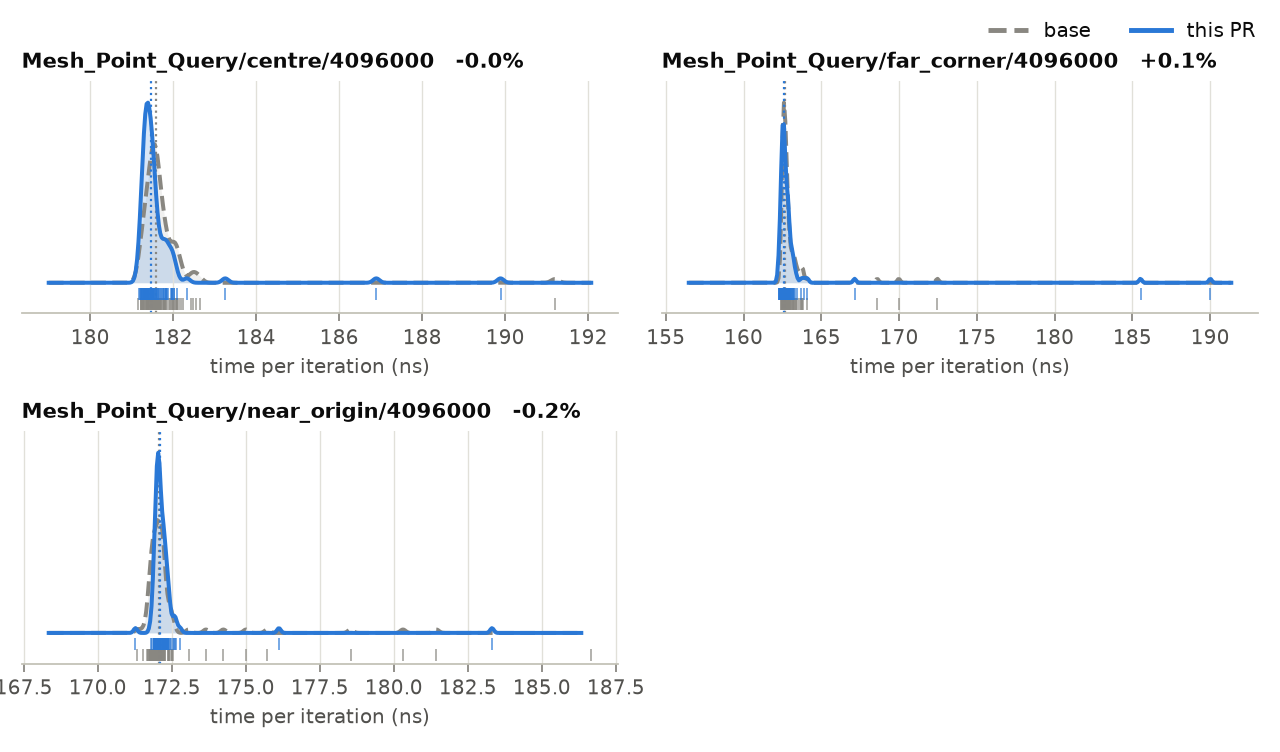 base this PR
Mesh_Point_Query/centre/4096000 -0.0%
180 182 184 186 188 190 192
time per iteration (ns)
Mesh_Point_Query/far_corner/4096000 +0.1%
155 160 165 170 175 180 185 190
time per iteration (ns)
Mesh_Point_Query/near_origin/4096000 -0.2%
167.5 170.0 172.5 175.0 177.5 180.0 182.5 185.0 187.5
time per iteration (ns)